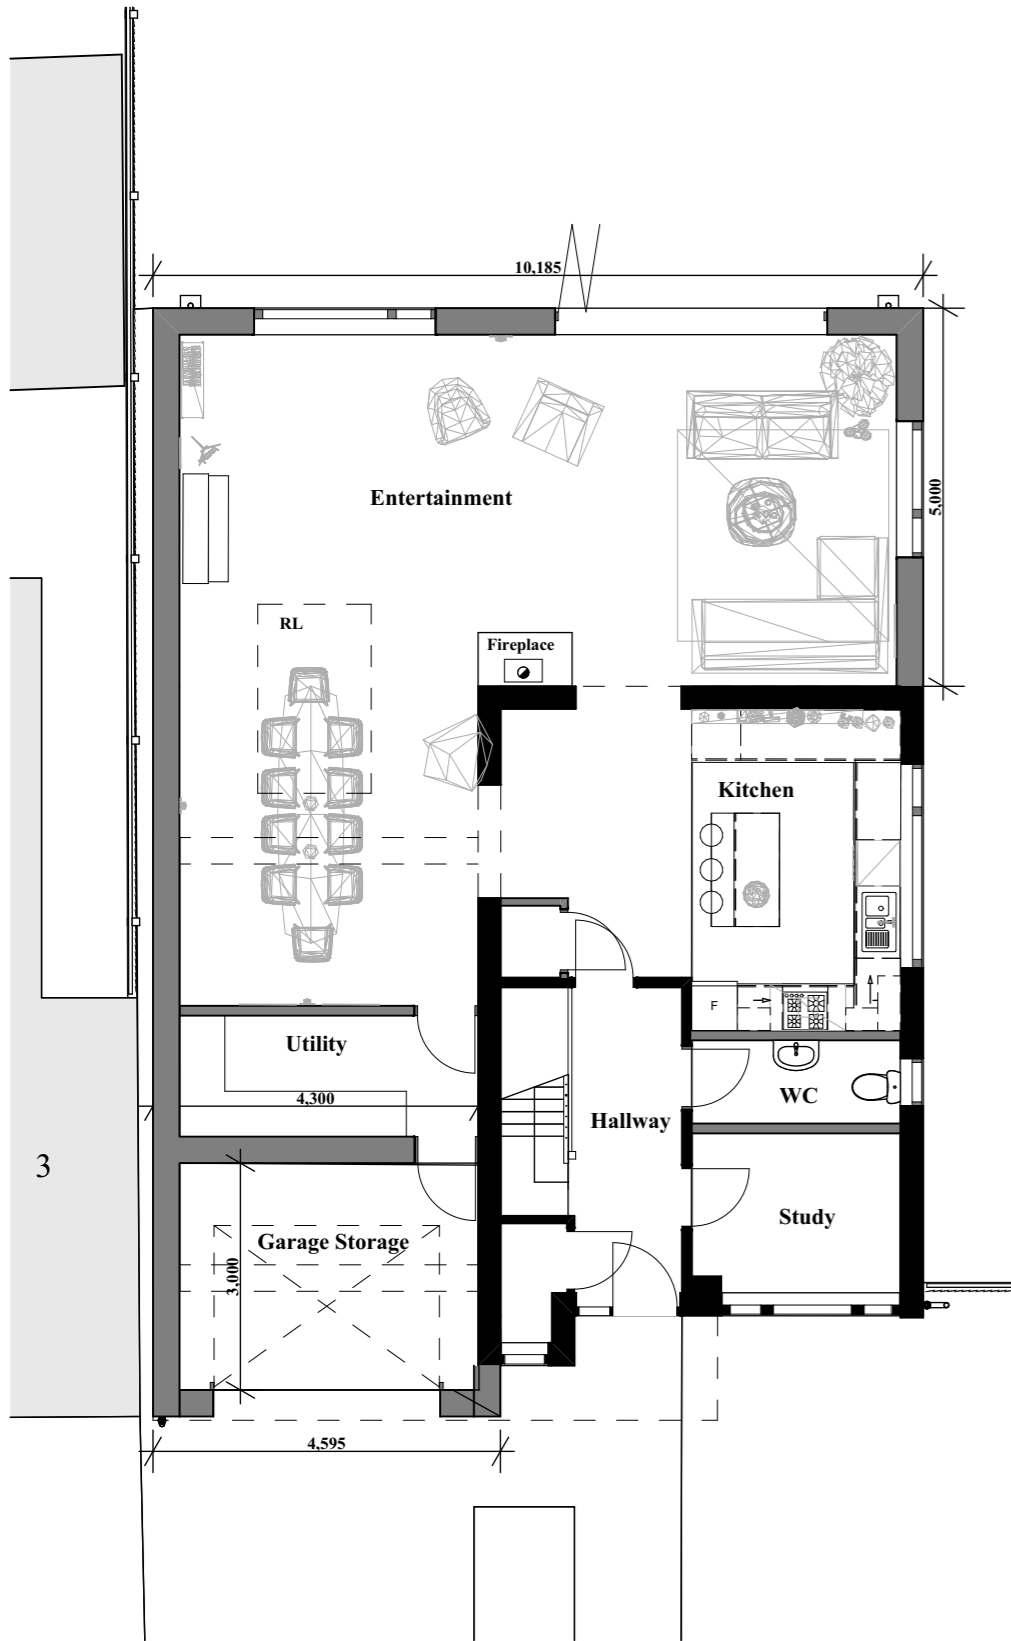 10,185
5,000
Entertainment
RL
Fireplace
Kitchen
F
Utility
4,300
WC
Hallway
3
Study
Garage Storage
3,000
4,595